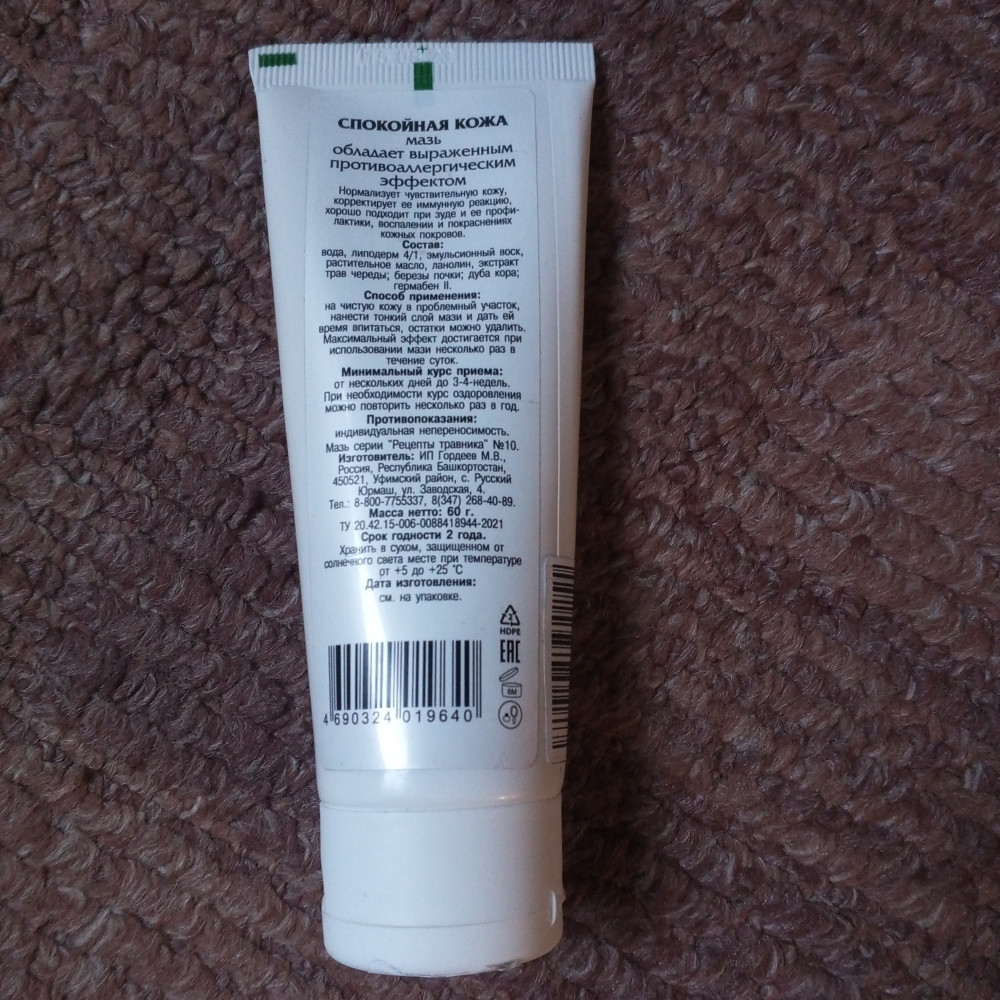 СПОКОЙНАЯ КОЖА
мазь
обладает выраженным
противоаллергическим
эффектом
Нормализует чувствительную кожу,
корректирует ее иммунную реакцию,
хорошо подходит при зуде и ее профи-
лактики, воспалении и покраснениях
кожных покровов.
Состав:
вода, липодерм 4/1, эмульсионный воск,
растительное масло, ланолин, экстракт
трав череды; березы почки; дуба кора;
гермабен II.
Способ применения:
на чистую кожу в проблемный участок,
нанести тонкий слой мази и дать ей
время впитаться, остатки можно удалить.
Максимальный эффект достигается при
использовании мази несколько раз в
течение суток.
Минимальный курс приема:
от нескольких дней до 3-4-недель.
При необходимости курс оздоровления
можно повторить несколько раз в год.
Противопоказания:
индивидуальная непереносимость.
Мазь серии "Рецепты травника" №10.
Изготовитель: ИП Гордеев М.В.,
Россия, Республика Башкортостан,
450521, Уфимский район, с. Русский
Юрмаш, ул. Заводская, 4.
Тел.: 8-800-7755337, 8(347) 268-40-89.
Масса нетто: 60 г.
ТУ 20.42.15-006-0088418944-2021
Срок годности 2 года.
Хранить в сухом, защищенном от
солнечного света месте при температуре
от +5 до +25 °С
Дата изготовления:
см. на упаковке.
2
HDPE
EAC
6M
4 690324 019640